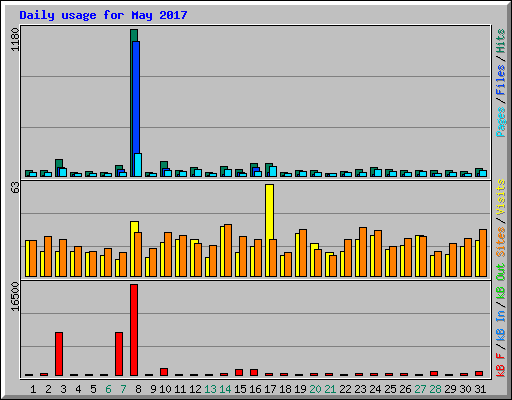 Daily usage for May 2017
1180
Pages / Files / Hits
63
Sites / Visits
16500
kB F / kB In / kB Out
1 2 3 4 5 6 7 8 9 10 11 12 13 14 15 16 17 18 19 20 21 22 23 24 25 26 27 28 29 30 31